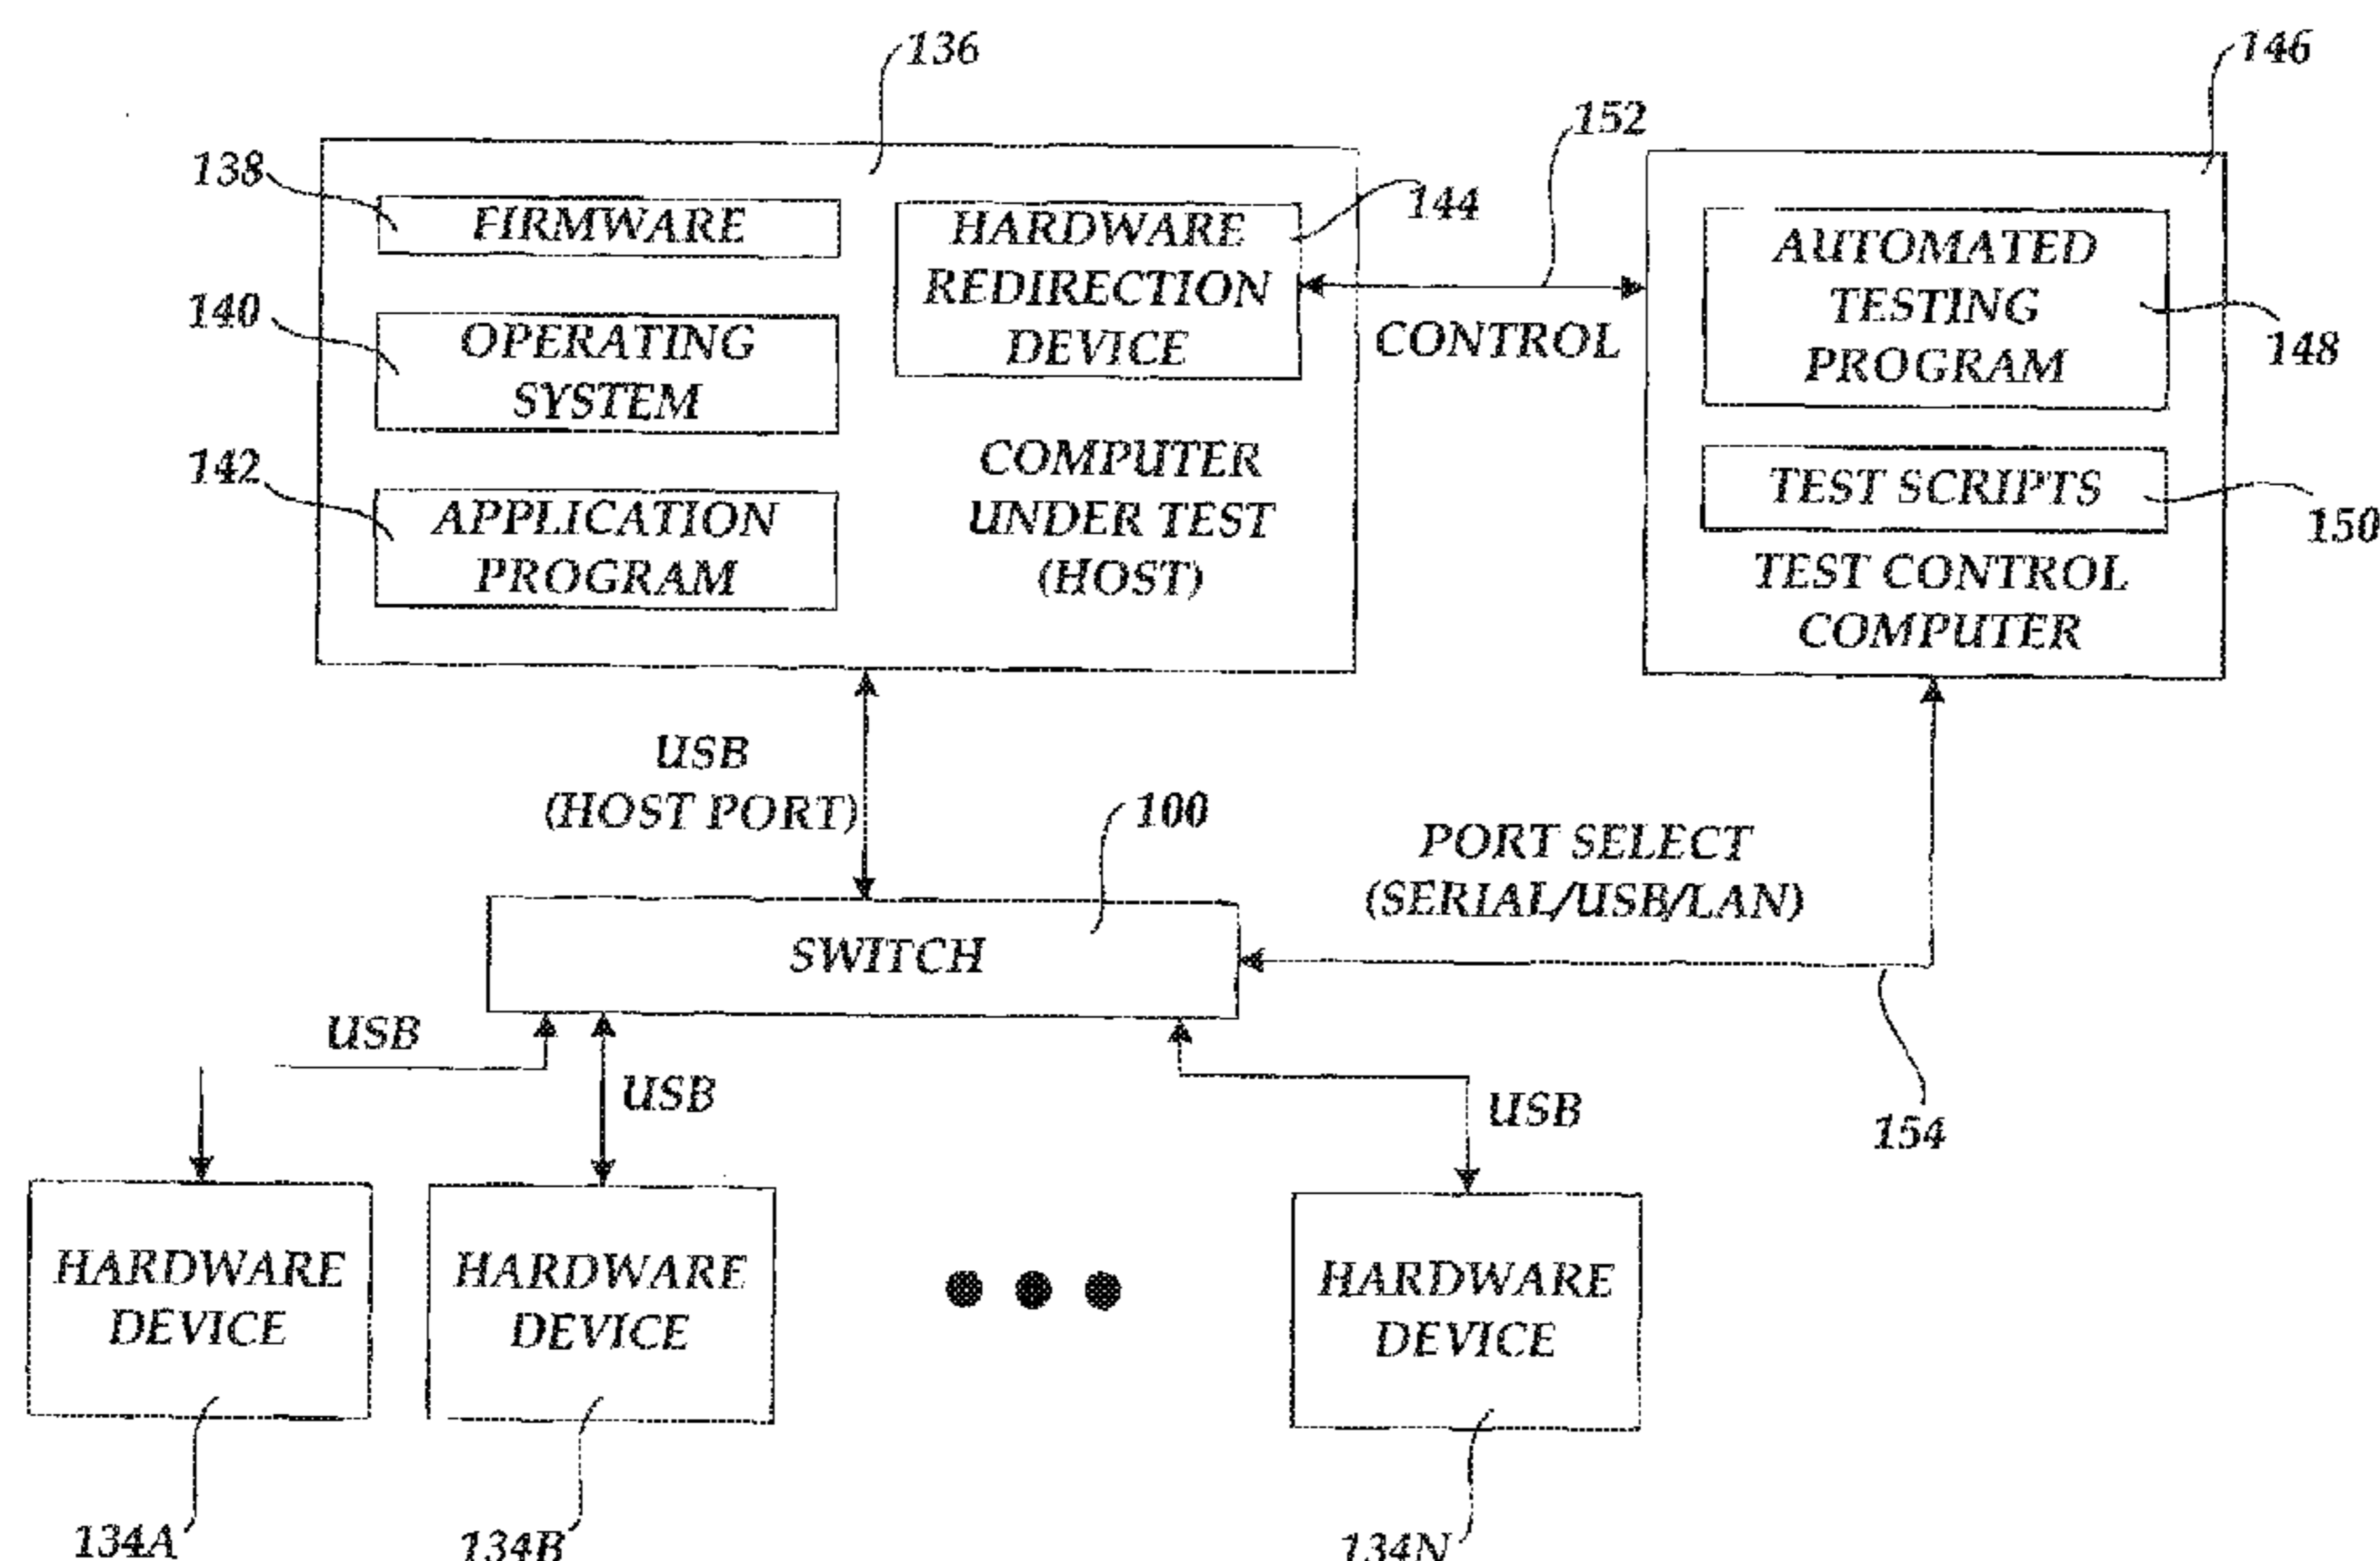 136
146
152
138
FIRMWARE
HARDWARE
REDIRECTION
DEVICE
144
AUTOMATED
TESTING
PROGRAM
148
140
OPERATING
SYSTEM
CONTROL
142
APPLICATION
PROGRAM
COMPUTER
UNDER TEST
(HOST)
TEST SCRIPTS
150
TEST CONTROL
COMPUTER
USB
(HOST PORT)
100
PORT SELECT
(SERIAL/USB/LAN)
SWITCH
USB
USB
USB
154
HARDWARE
DEVICE
HARDWARE
DEVICE
HARDWARE
DEVICE
134A
134B
134N